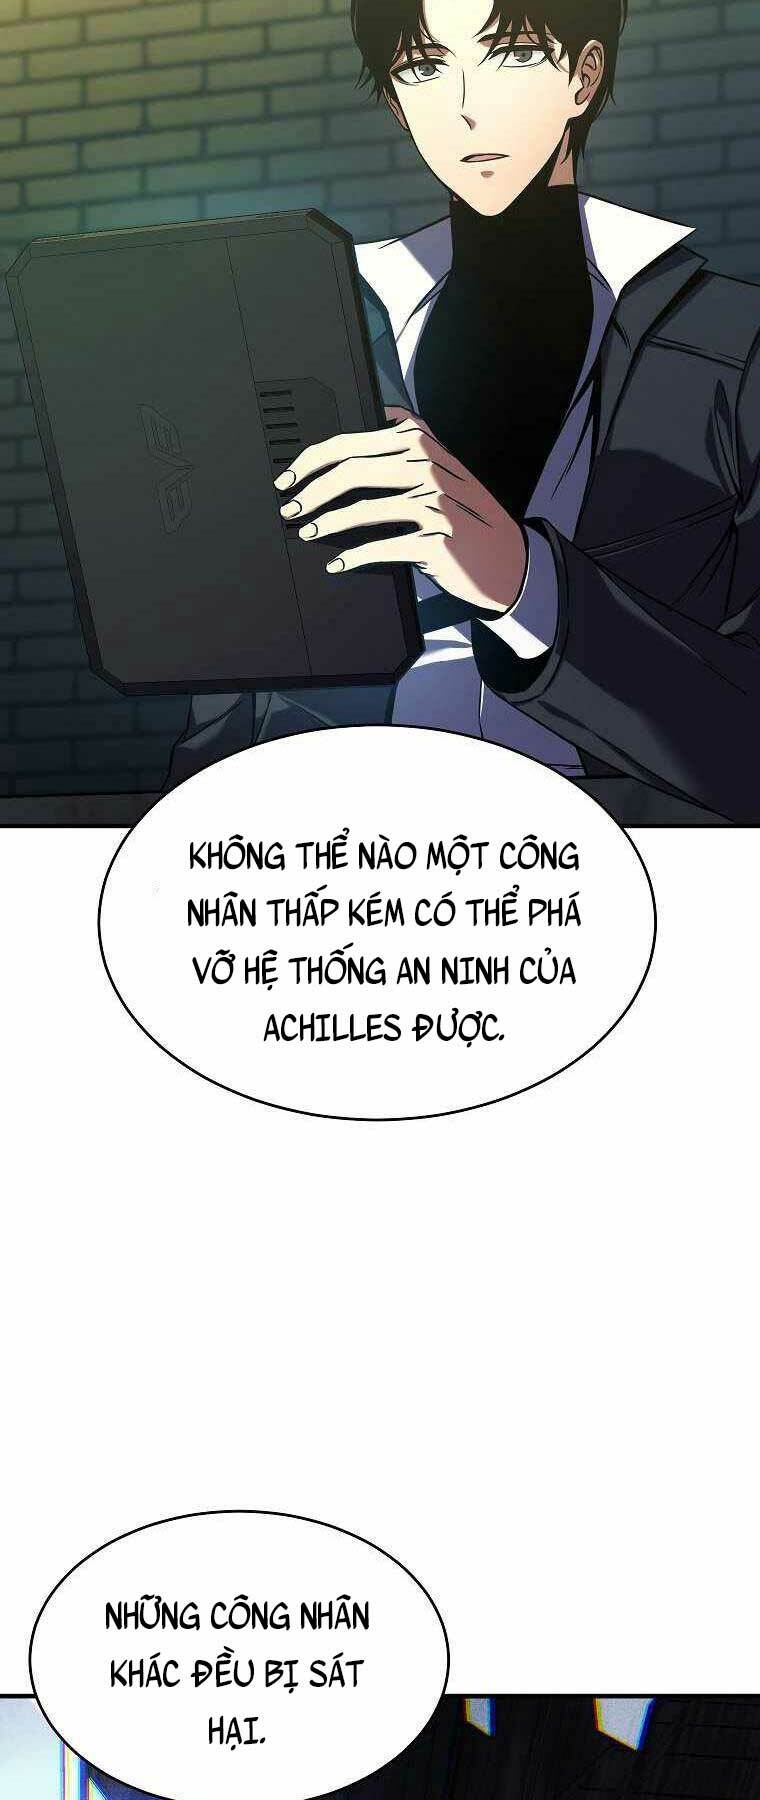 EVE
KHÔNG THỂ NÀO MỘT CÔNG
NHÂN THẤP KÉM CÓ THỂ PHÁ
VỠ HỆ THỐNG AN NINH CỦA
ACHILLES ĐƯỢC.
NHỮNG CÔNG NHÂN
KHÁC ĐỀU BỊ SÁT
HẠI.